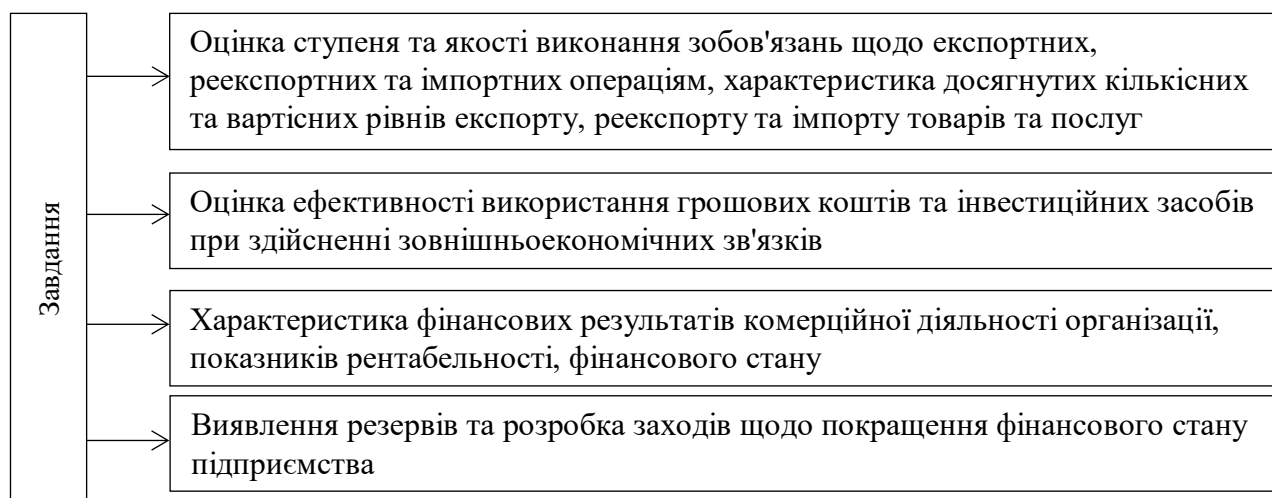 Завдання
Оцінка ступеня та якості виконання зобов'язань щодо експортних,
реекспортних та імпортних операціям, характеристика досягнутих кількісних
та вартісних рівнів експорту, реекспорту та імпорту товарів та послуг
Оцінка ефективності використання грошових коштів та інвестиційних засобів
при здійсненні зовнішньоекономічних зв'язків
Характеристика фінансових результатів комерційної діяльності організації,
показників рентабельності, фінансового стану
Виявлення резервів та розробка заходів щодо покращення фінансового стану
підприємства